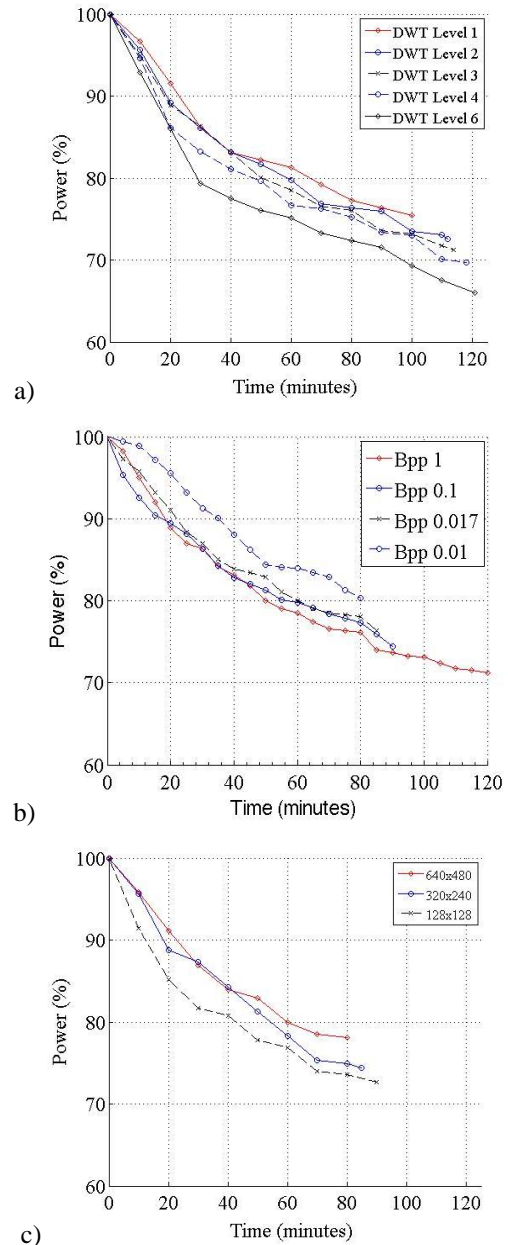 100
90
80
70
60
Power (%)
0 20 40 60 80 100 120
Time (minutes)
DWT Level 1
DWT Level 2
DWT Level 3
DWT Level 4
DWT Level 6
a)
100
90
80
70
60
Power (%)
0 20 40 60 80 100 120
Time (minutes)
Bpp 1
Bpp 0.1
Bpp 0.017
Bpp 0.01
b)
100
90
80
70
60
Power (%)
0 20 40 60 80 100 120
Time (minutes)
640x480
320x240
128x128
c)